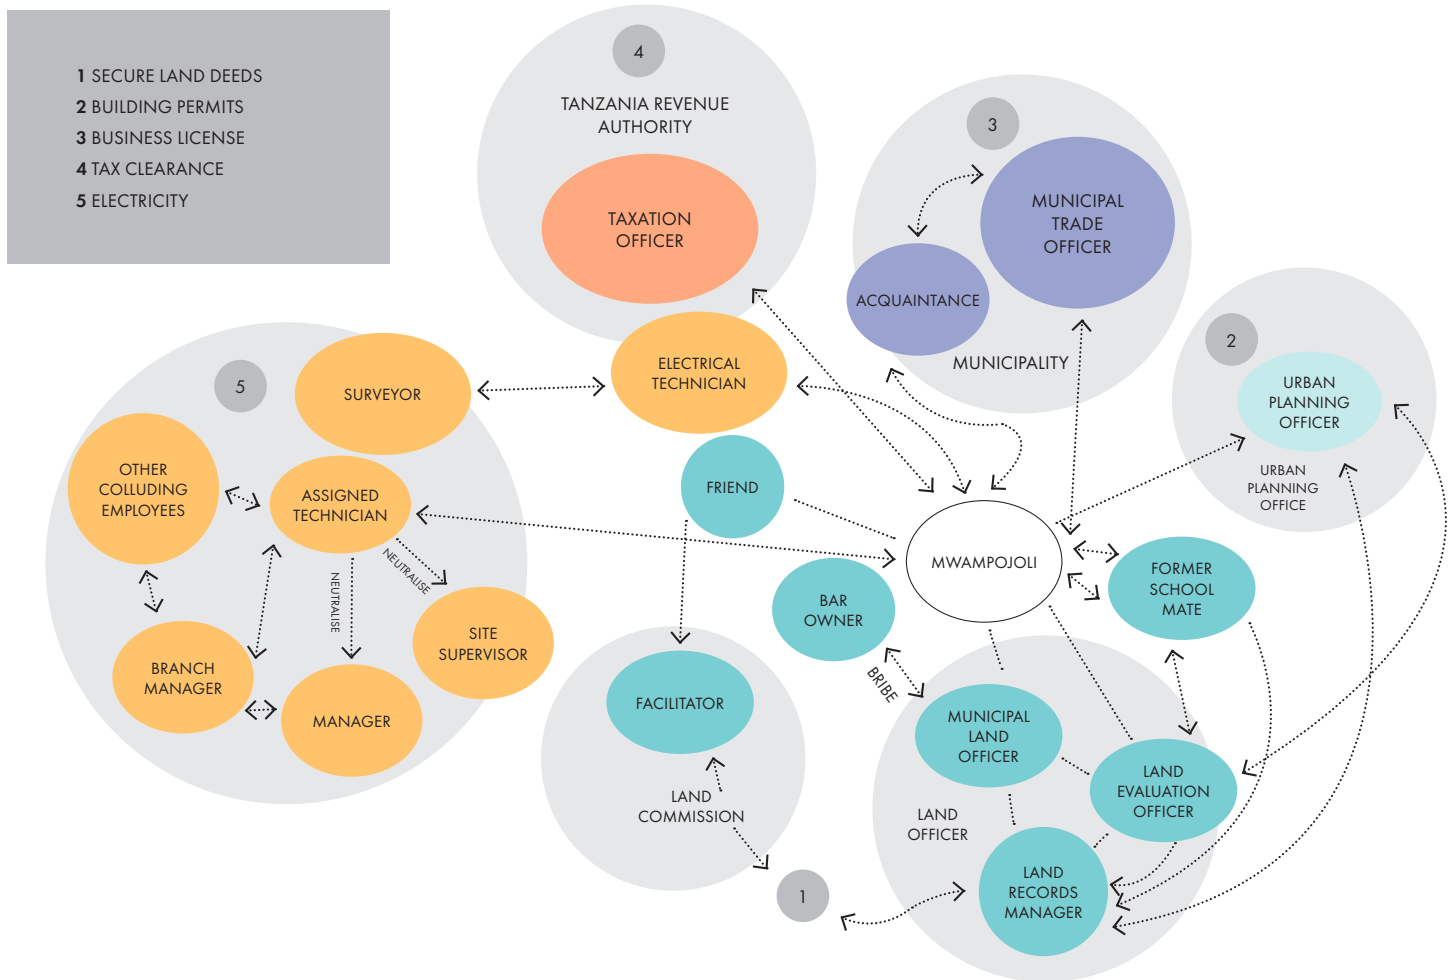 1 SECURE LAND DEEDS
2 BUILDING PERMITS
3 BUSINESS LICENSE
4 TAX CLEARANCE
5 ELECTRICITY
4
TANZANIA REVENUE
AUTHORITY
TAXATION
OFFICER
3
MUNICIPAL
TRADE
OFFICER
ACQUAINTANCE
MUNICIPALITY
2
URBAN
PLANNING
OFFICER
URBAN
PLANNING
OFFICE
5
SURVEYOR
ELECTRICAL
TECHNICIAN
OTHER
COLLUDING
EMPLOYEES
ASSIGNED
TECHNICIAN
NEUTRALISE
NEUTRALISE
BRANCH
MANAGER
MANAGER
SITE
SUPERVISOR
FRIEND
MWAMPOJOLI
FORMER
SCHOOL
MATE
BAR
OWNER
BRIBE
FACILITATOR
LAND
COMMISSION
1
MUNICIPAL
LAND
OFFICER
LAND
EVALUATION
OFFICER
LAND
OFFICER
LAND
RECORDS
MANAGER